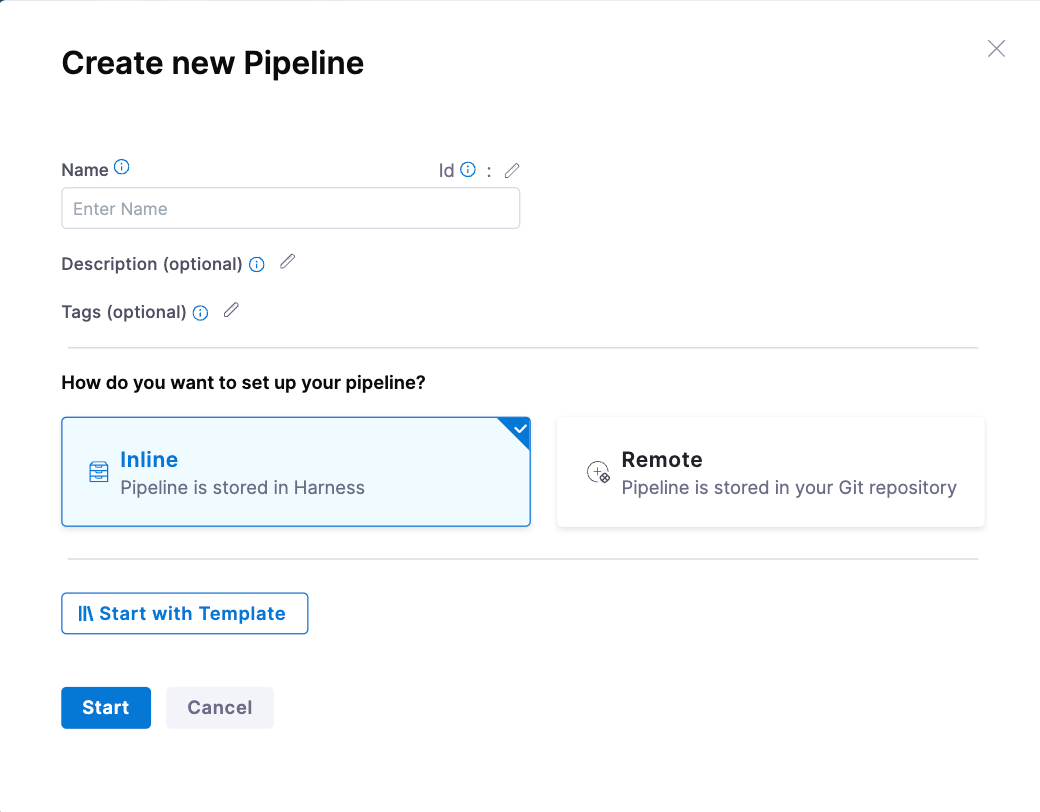 Create new Pipeline
Name Id :
Enter Name
Description (optional)
Tags (optional)
How do you want to set up your pipeline?
Inline
Pipeline is stored in Harness
Remote
Pipeline is stored in your Git repository
Start with Template
Start Cancel